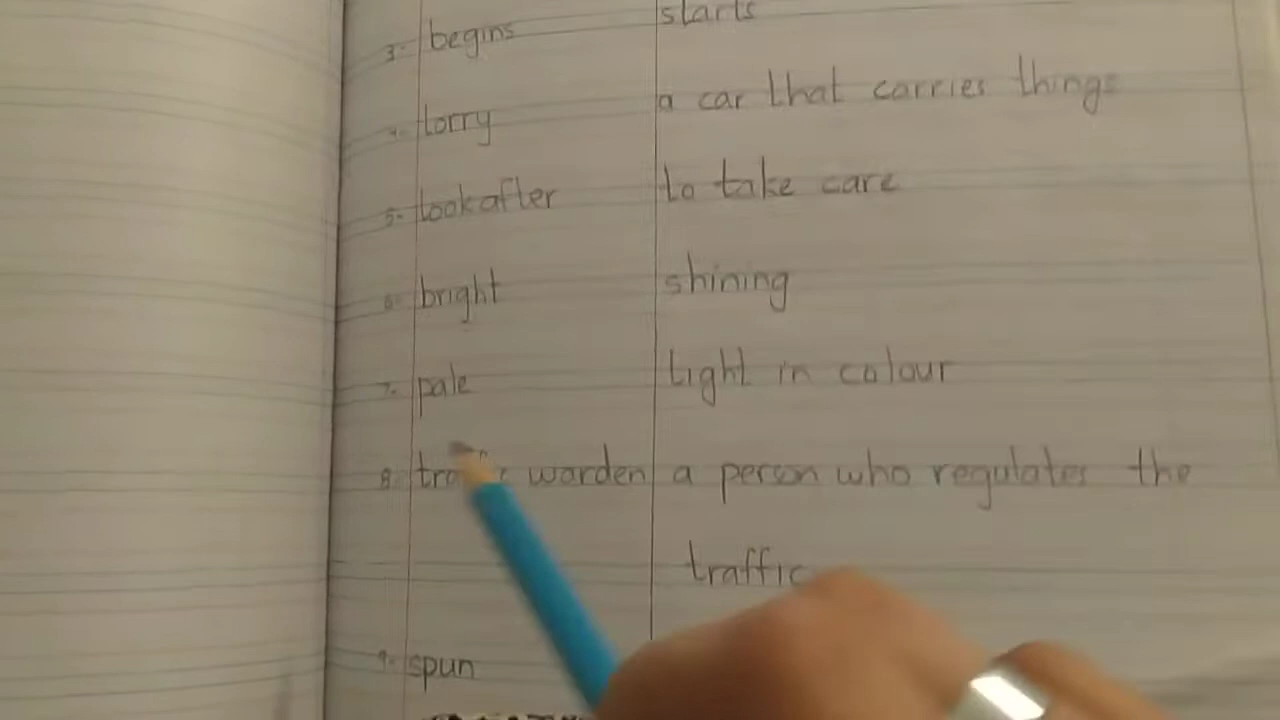 3. begins starts
4. lorry a car that carries things
5. look after to take care
6. bright shining
7. pale light in colour
8. warden a person who regulates the
traffic
9. spun